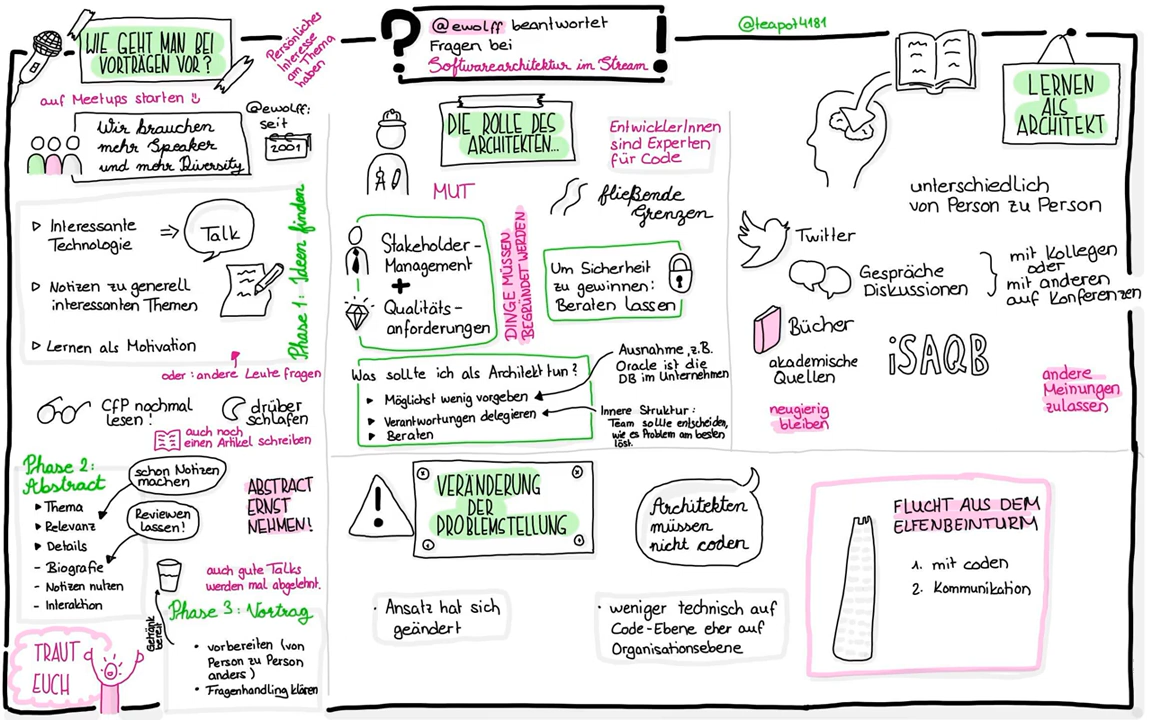 @ewolff beantwortet
Fragen bei
Softwarearchitektur im Stream
@teapot4181
WIE GEHT MAN BEI
VORTRÄGEN VOR?
Persönliches
Interesse
am Thema
haben
auf Meetups starten
@ewolff:
seit
2001
Wir brauchen
mehr Speaker
und mehr Diversity
Phase 1: Ideen finden
Interessante
Technologie
⇒
Talk
Notizen zu generell
interessanten Themen
Lernen als Motivation
oder: andere Leute fragen
CfP nochmal
lesen!
drüber
schlafen
auch noch
einen Artikel schreiben
Phase 2:
Abstract
schon Notizen
machen
Reviewen
lassen!
ABSTRACT
ERNST
NEHMEN!
Thema
Relevanz
Details
- Biografie
- Notizen nutzen
- Interaktion
auch gute Talks
werden mal abgelehnt.
Getränk
bereit
Phase 3: Vortrag
• vorbereiten (von
Person zu Person
anders)
• Fragenhandling klären
TRAUT
EUCH
DIE ROLLE DES
ARCHITEKTEN...
EntwicklerInnen
sind Experten
für Code
MUT
fließende
Grenzen
Stakeholder-
Management
+
Qualitäts-
anforderungen
DINGE MÜSSEN
BEGRÜNDET WERDEN
Um Sicherheit
zu gewinnen:
Beraten lassen
Was sollte ich als Architekt tun?
Möglichst wenig vorgeben
Verantwortungen delegieren
Beraten
Ausnahme, z.B.
Oracle ist die
DB im Unternehmen
Innere Struktur:
Team sollte entscheiden,
wie es Problem am besten
löst.
LERNEN
ALS
ARCHITEKT
unterschiedlich
von Person zu Person
Twitter
Gespräche
Diskussionen
mit Kollegen
oder
mit anderen
auf Konferenzen
Bücher
akademische
Quellen
iSAQB
neugierig
bleiben
andere
Meinungen
zulassen
VERÄNDERUNG
DER
PROBLEMSTELLUNG
Architekten
müssen
nicht coden
• Ansatz hat sich
geändert
• weniger technisch auf
Code-Ebene eher auf
Organisationsebene
FLUCHT AUS DEM
ELFENBEINTURM
1. mit coden
2. Kommunikation